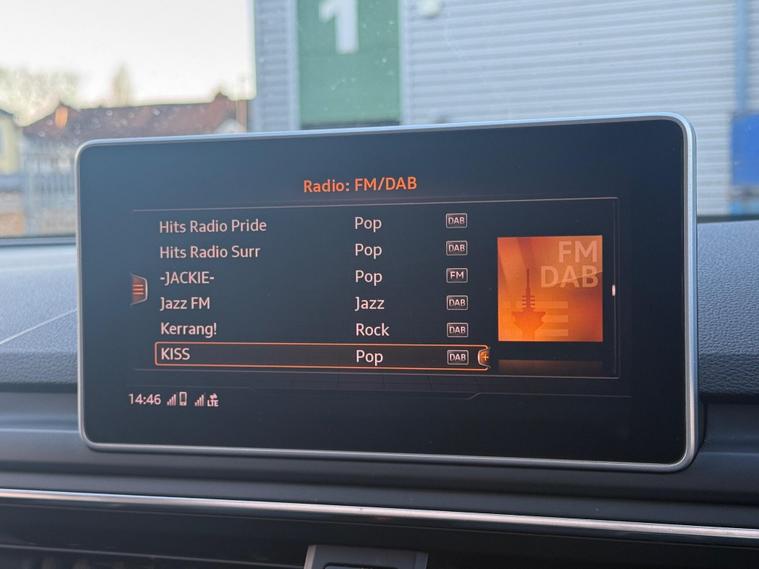 1
Radio: FM/DAB
Hits Radio Pride Pop DAB
Hits Radio Surr Pop DAB
-JACKIE- Pop FM
Jazz FM Jazz DAB
Kerrang! Rock DAB
KISS Pop DAB
FM
DAB
14:46 LTE